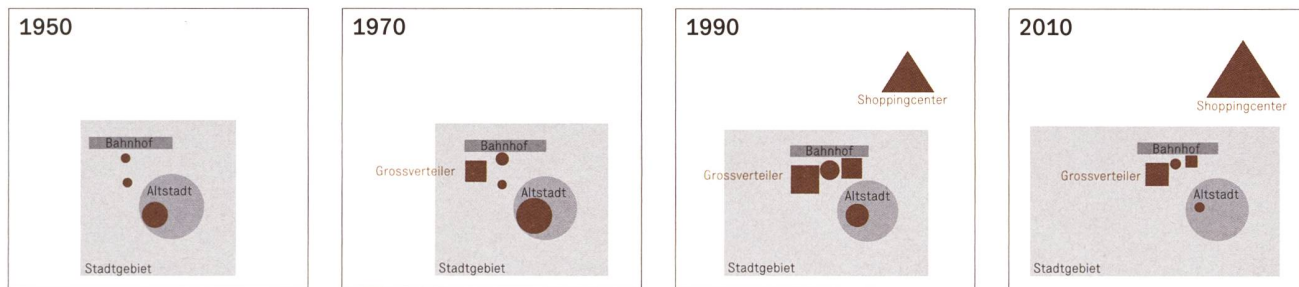 1950
Bahnhof
Altstadt
Stadtgebiet
1970
Bahnhof
Grossverteiler
Altstadt
Stadtgebiet
1990
Shoppingcenter
Bahnhof
Grossverteiler
Altstadt
Stadtgebiet
2010
Shoppingcenter
Bahnhof
Grossverteiler
Altstadt
Stadtgebiet